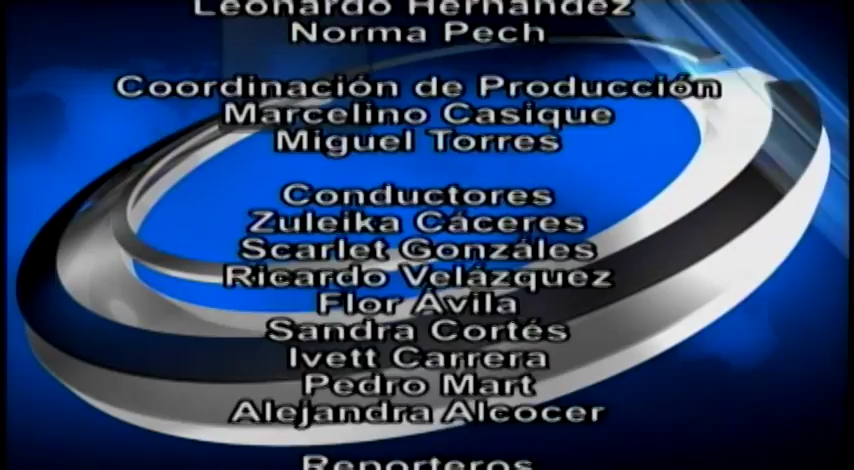 Leonardo Hernández
Norma Pech
Coordinación de Producción
Marcelino Casique
Miguel Torres
Conductores
Zuleika Cáceres
Scarlet Gonzáles
Ricardo Velázquez
Flor Ávila
Sandra Cortés
Ivett Carrera
Pedro Mart
Alejandra Alcocer
Reporteros